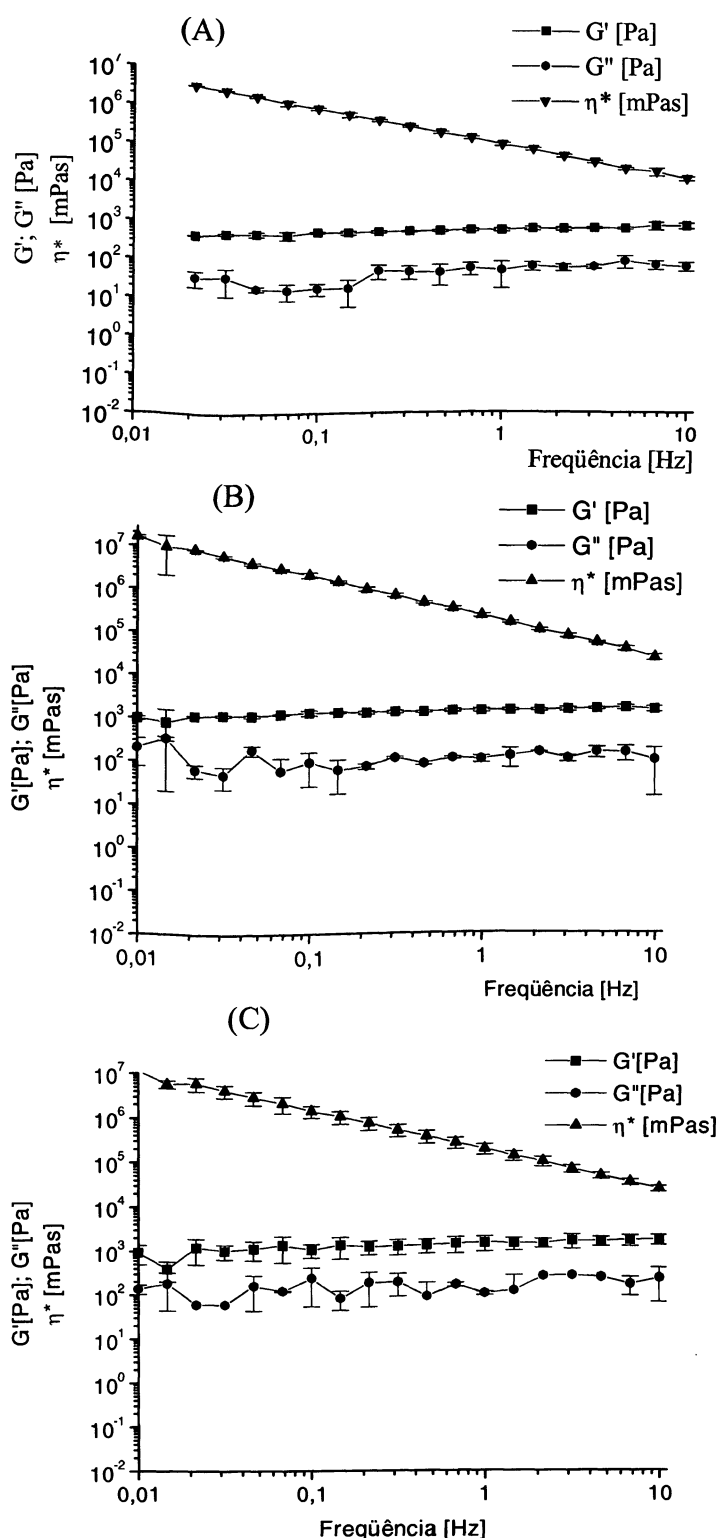 (A)
G' [Pa]
G" [Pa]
η* [mPas]
10⁷
10⁶
10⁵
10⁴
10³
10²
10¹
10⁰
10⁻¹
10⁻²
G'; G" [Pa]
η* [mPas]
0,01
0,1
1
10
Freqüência [Hz]
(B)
G' [Pa]
G" [Pa]
η* [mPas]
10⁷
10⁶
10⁵
10⁴
10³
10²
10¹
10⁰
10⁻¹
10⁻²
G'[Pa]; G"[Pa]
η* [mPas]
0,01
0,1
1
10
Freqüência [Hz]
(C)
G'[Pa]
G"[Pa]
η* [mPas]
10⁷
10⁶
10⁵
10⁴
10³
10²
10¹
10⁰
10⁻¹
10⁻²
G'[Pa]; G"[Pa]
η* [mPas]
0,01
0,1
1
10
Freqüência [Hz]